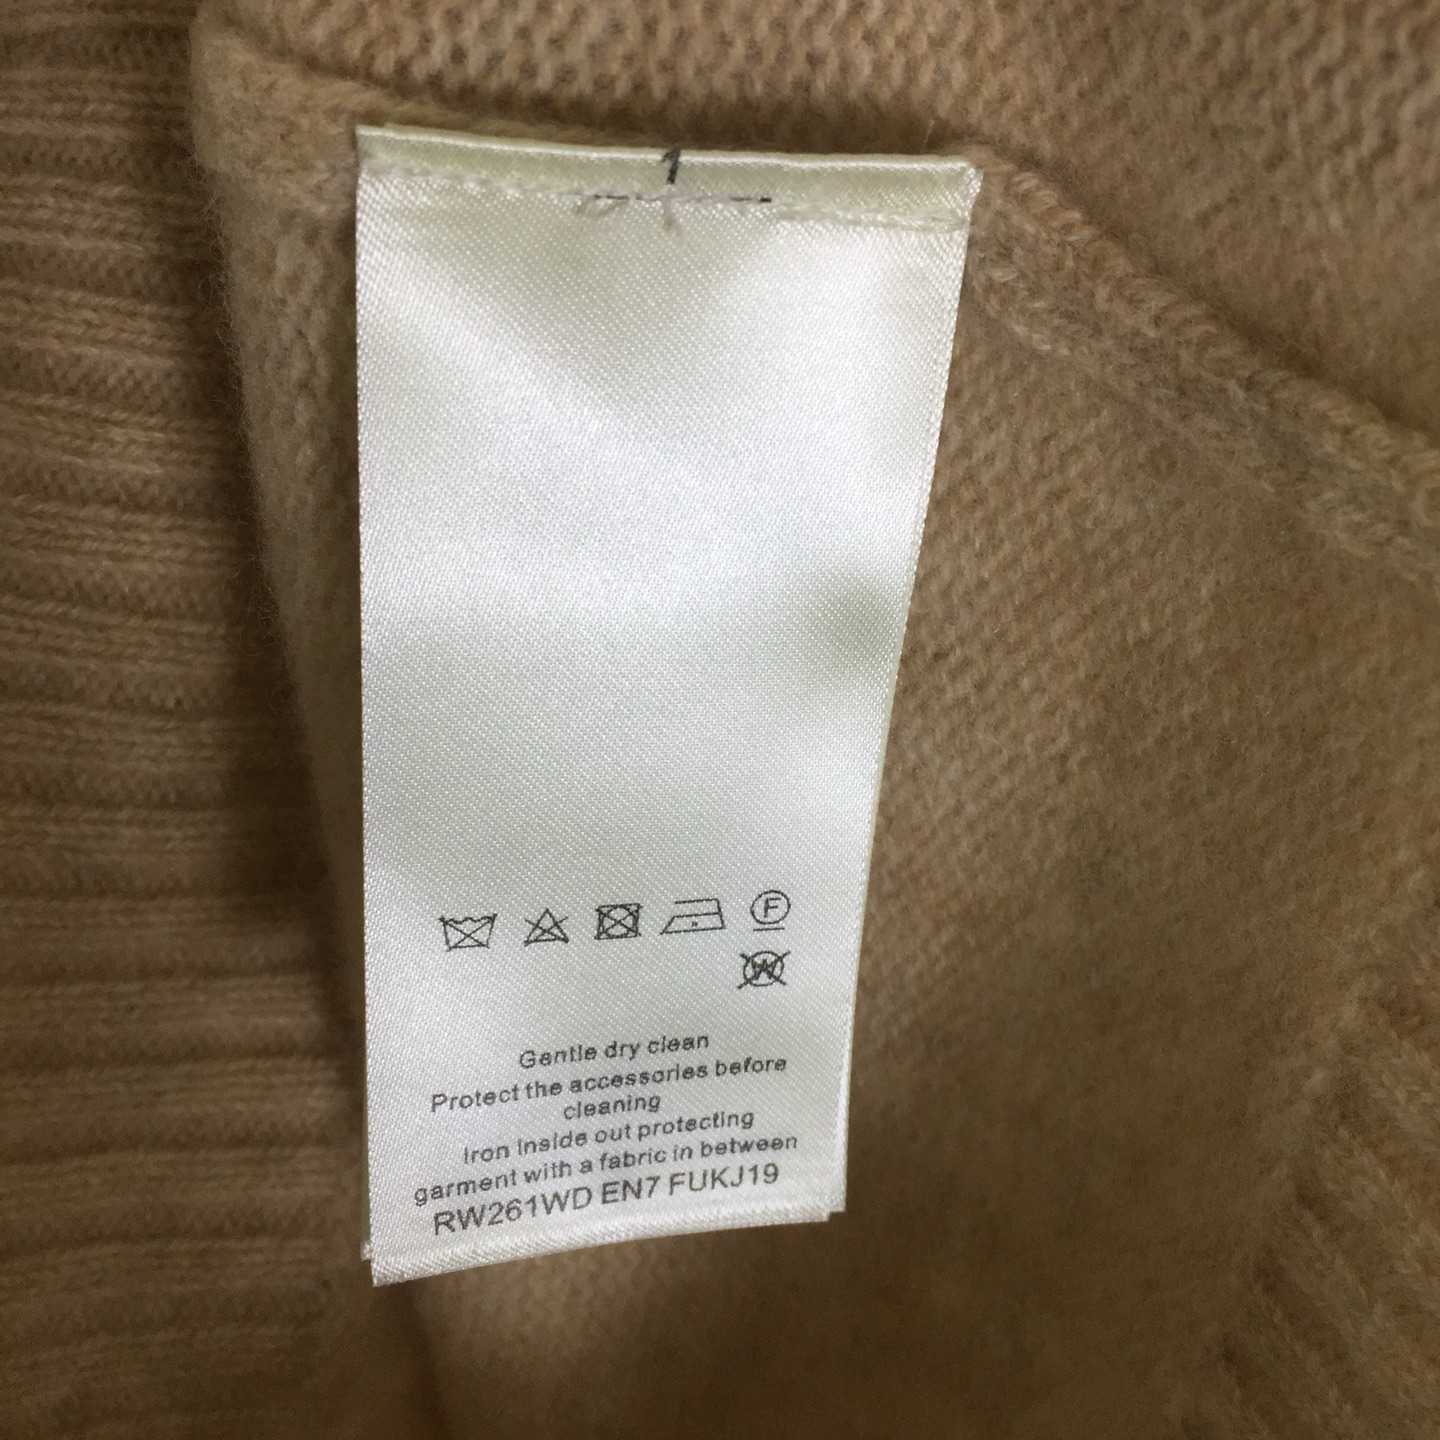 F
W
Gentle dry clean
Protect the accessories before
cleaning
Iron inside out protecting
garment with a fabric in between
RW261WD EN7 FUKJ19